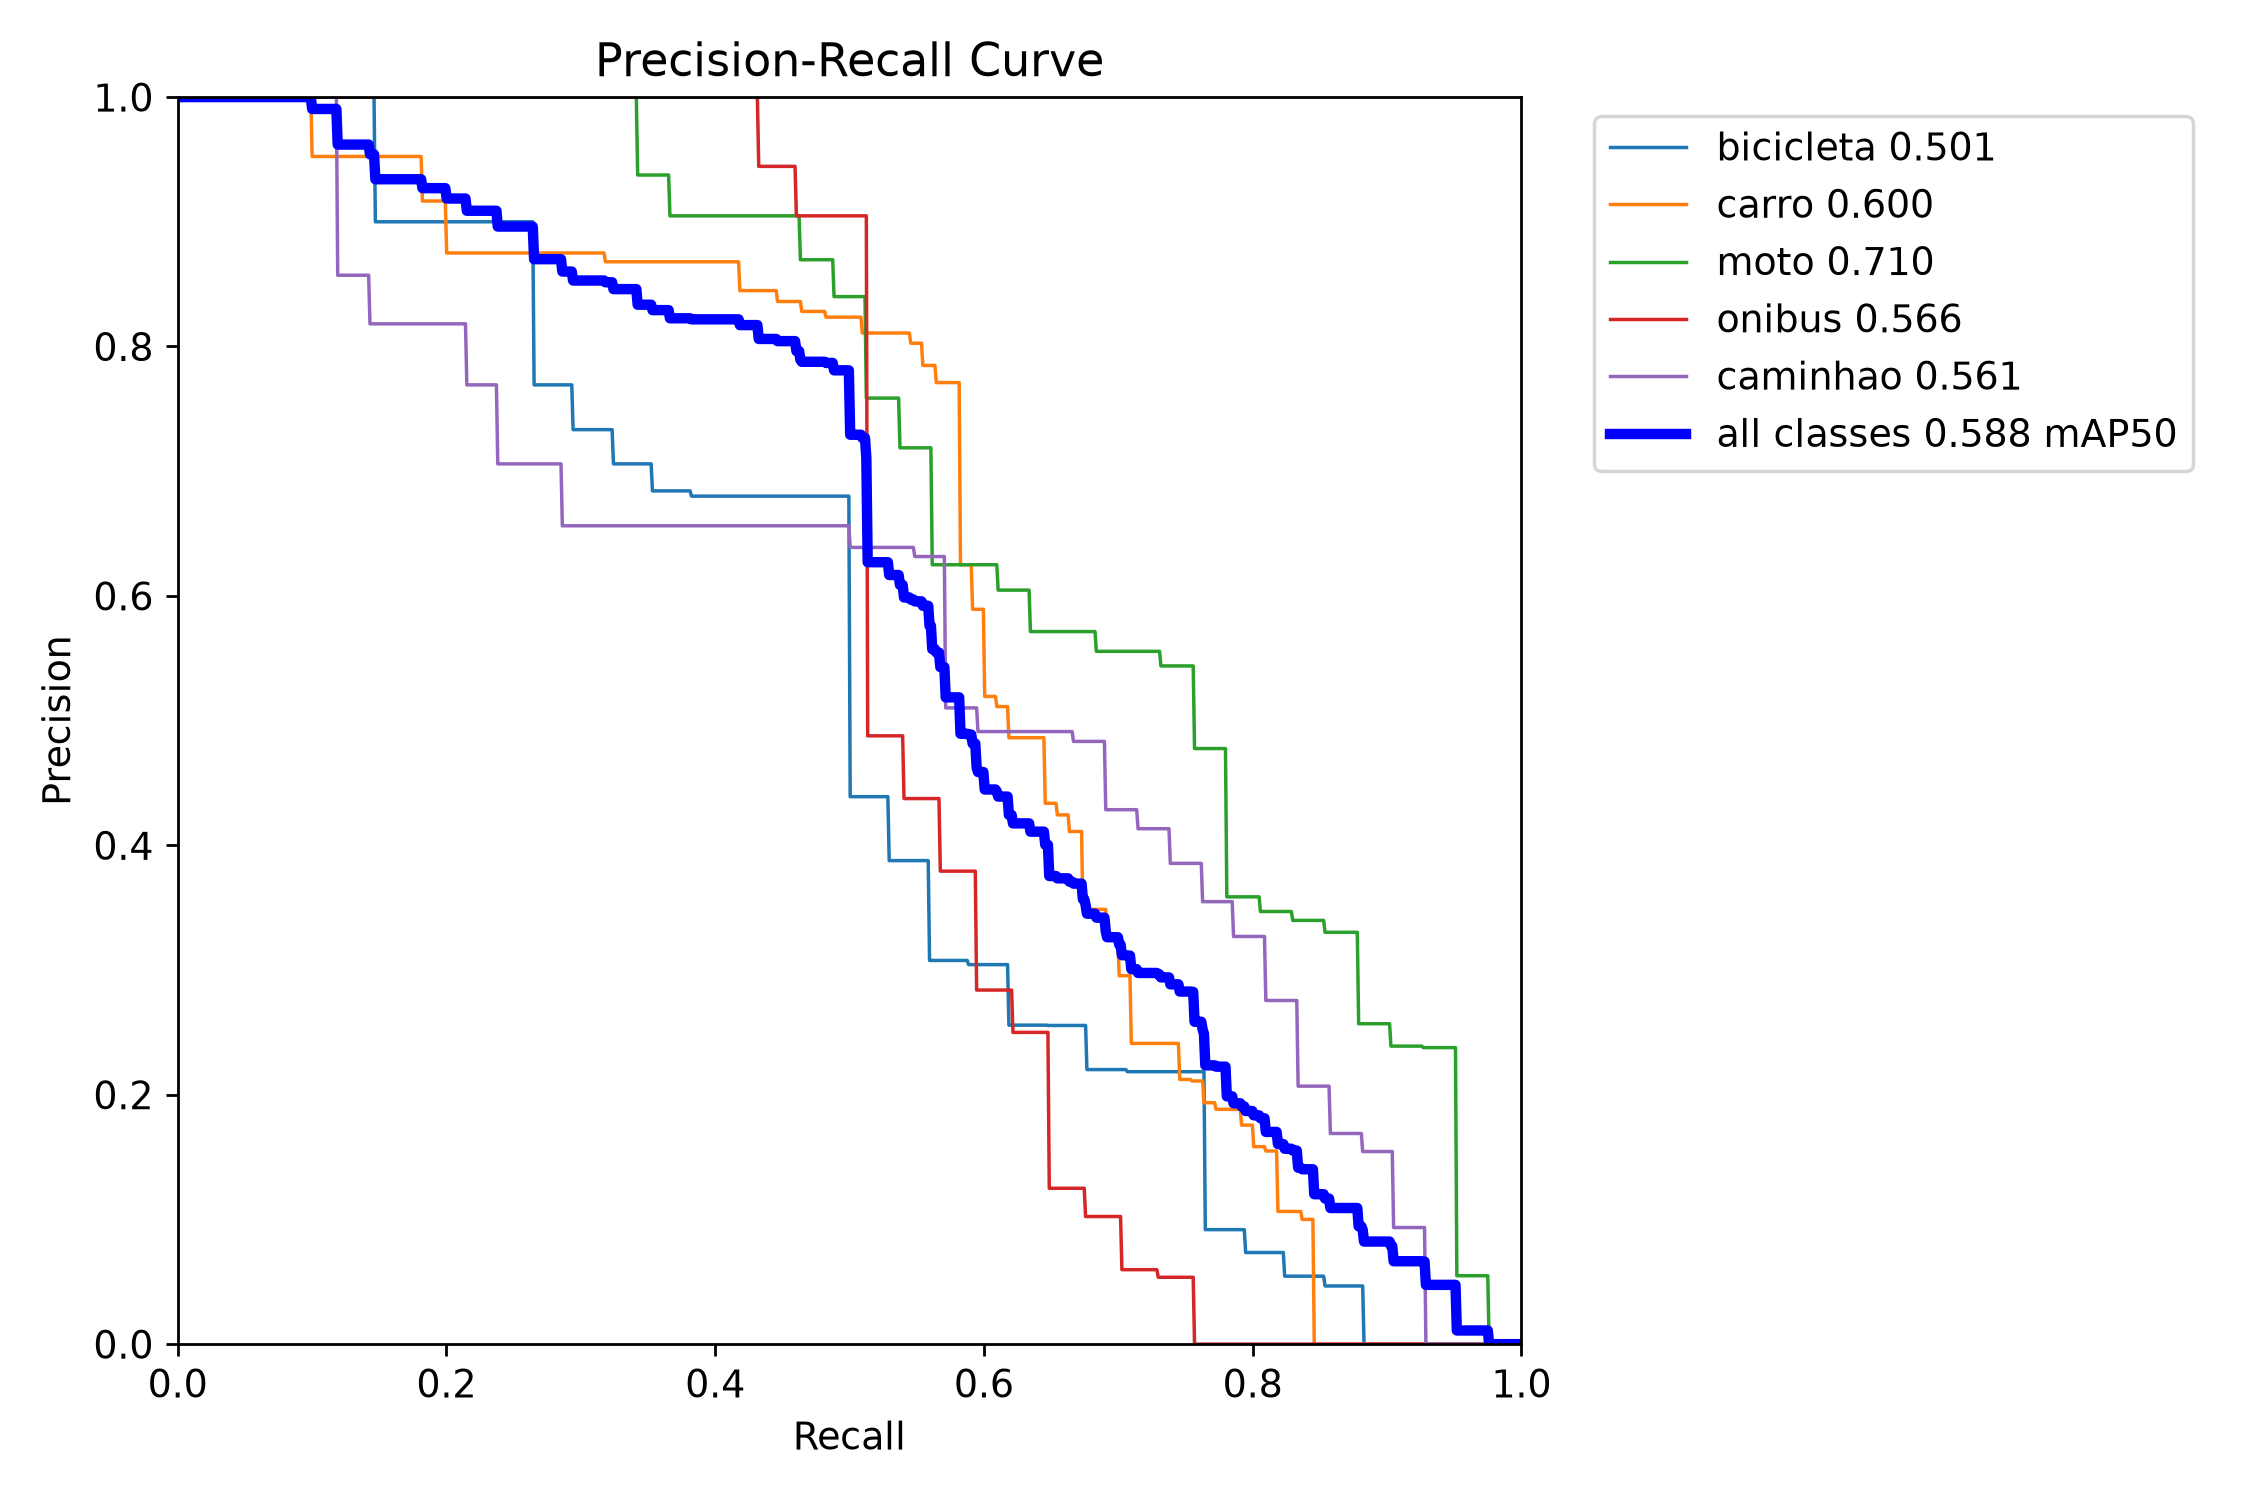 Precision-Recall Curve
1.0
0.8
0.6
0.4
0.2
0.0
Precision
0.0 0.2 0.4 0.6 0.8 1.0
Recall
bicicleta 0.501
carro 0.600
moto 0.710
onibus 0.566
caminhao 0.561
all classes 0.588 mAP50